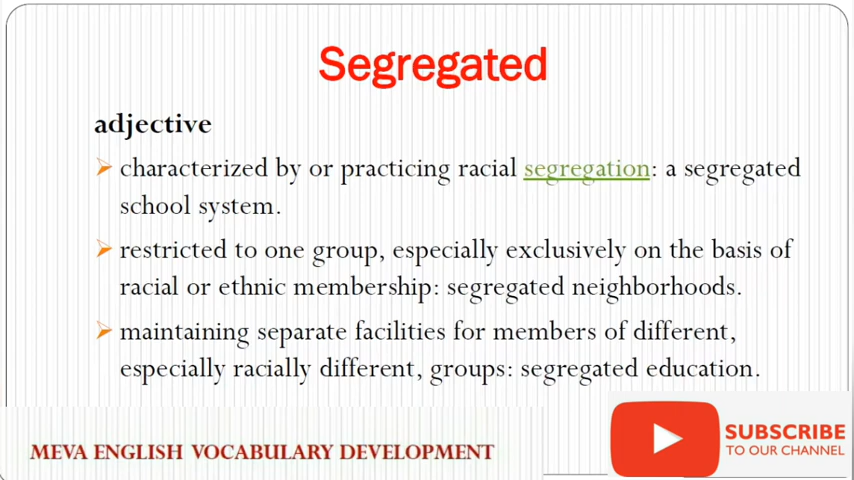 Segregated
adjective
characterized by or practicing racial segregation: a segregated
school system.
restricted to one group, especially exclusively on the basis of
racial or ethnic membership: segregated neighborhoods.
maintaining separate facilities for members of different,
especially racially different, groups: segregated education.
MEVA ENGLISH VOCABULARY DEVELOPMENT
SUBSCRIBE
TO OUR CHANNEL